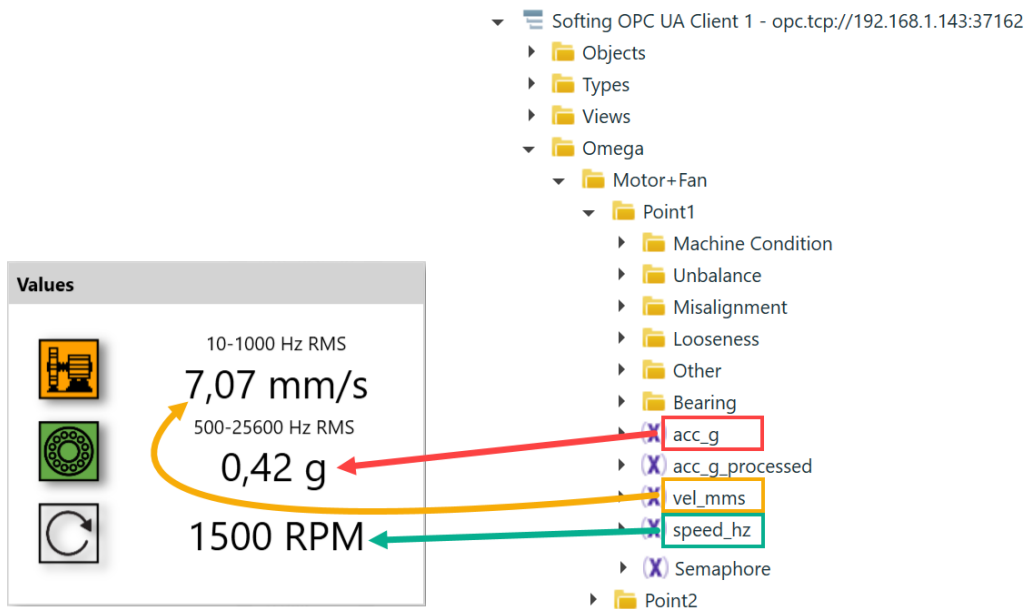 Softing OPC UA Client 1 - opc.tcp://192.168.1.143:37162
Objects
Types
Views
Omega
Motor+Fan
Point1
Machine Condition
Unbalance
Misalignment
Looseness
Other
Bearing
(X) acc_g
(X) acc_g_processed
(X) vel_mms
(X) speed_hz
(X) Semaphore
Point2
Values
10-1000 Hz RMS
7,07 mm/s
500-25600 Hz RMS
0,42 g
1500 RPM